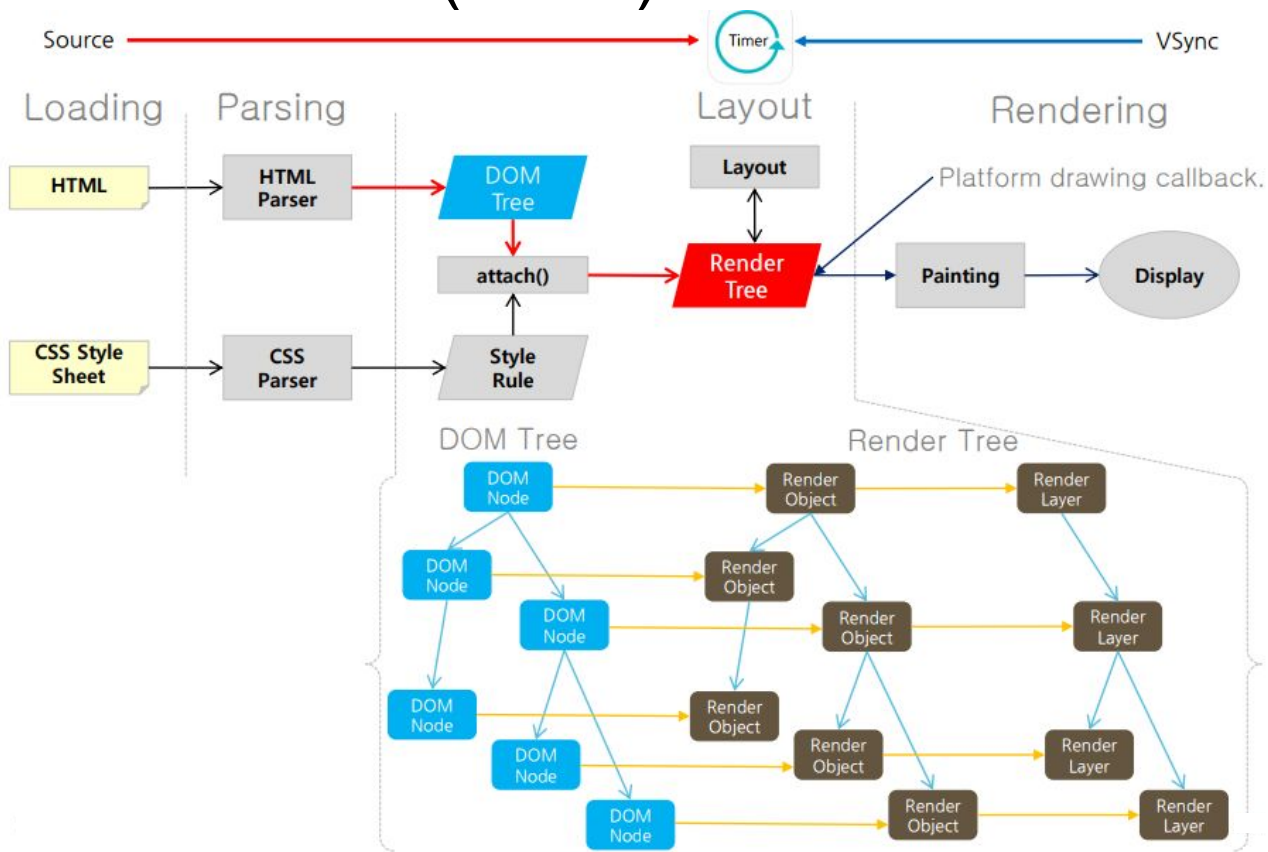 Source
Timer
VSync
Loading
Parsing
Layout
Rendering
HTML
HTML
Parser
DOM
Tree
Layout
Platform drawing callback.
attach()
Render
Tree
Painting
Display
CSS Style
Sheet
CSS
Parser
Style
Rule
DOM Tree
Render Tree
DOM
Node
Render
Object
Render
Layer
DOM
Node
Render
Object
DOM
Node
Render
Object
Render
Layer
DOM
Node
Render
Object
DOM
Node
Render
Object
Render
Layer
DOM
Node
Render
Object
Render
Layer